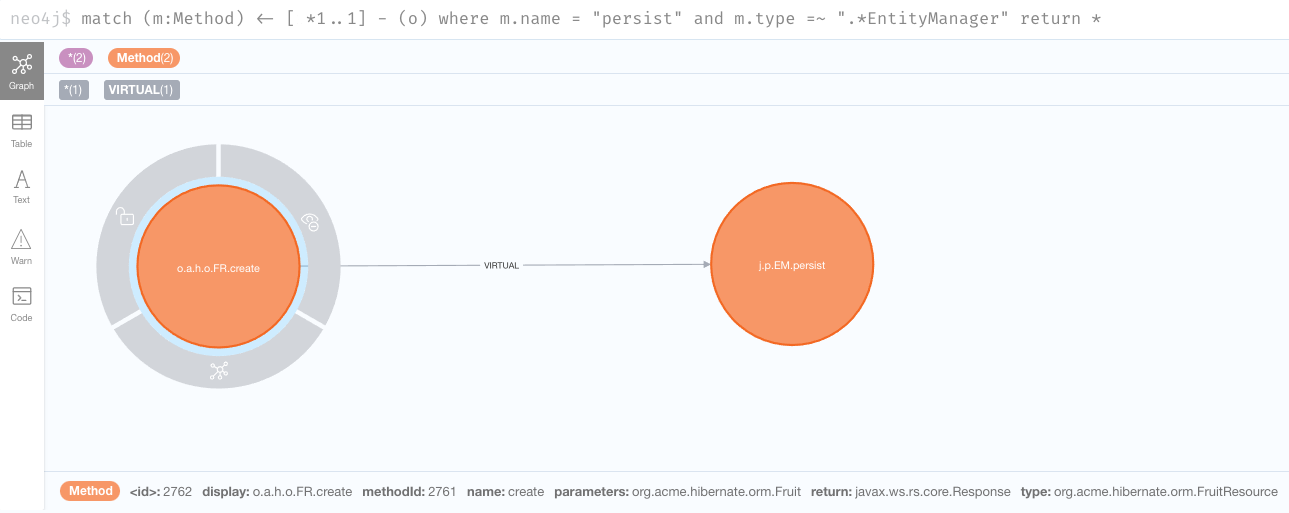 neo4j$ match (m:Method) <- [ *1..1] - (o) where m.name = "persist" and m.type =~ ".*EntityManager" return *
*(2) Method(2)
*(1) VIRTUAL(1)
Graph
Table
Text
Warn
Code
o.a.h.o.FR.create
VIRTUAL
j.p.EM.persist
Method <id>: 2762 display: o.a.h.o.FR.create methodId: 2761 name: create parameters: org.acme.hibernate.orm.Fruit return: javax.ws.rs.core.Response type: org.acme.hibernate.orm.FruitResource